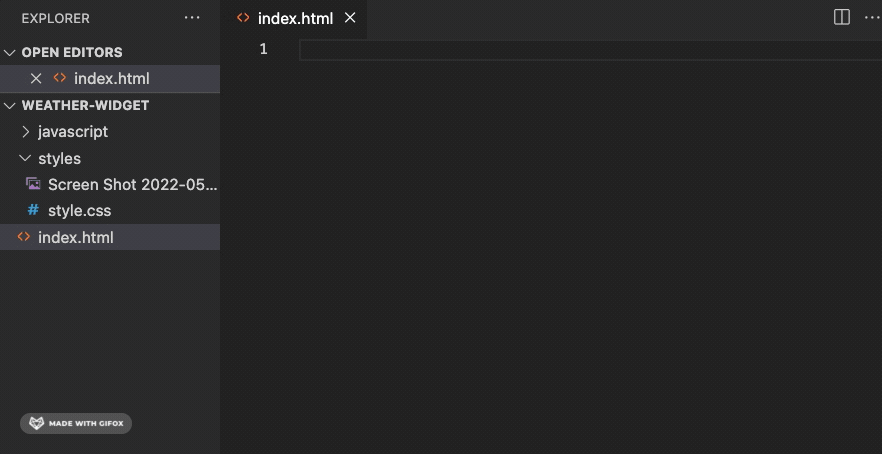 EXPLORER
OPEN EDITORS
index.html
WEATHER-WIDGET
javascript
styles
Screen Shot 2022-05...
style.css
index.html
MADE WITH GIFOX
index.html
1